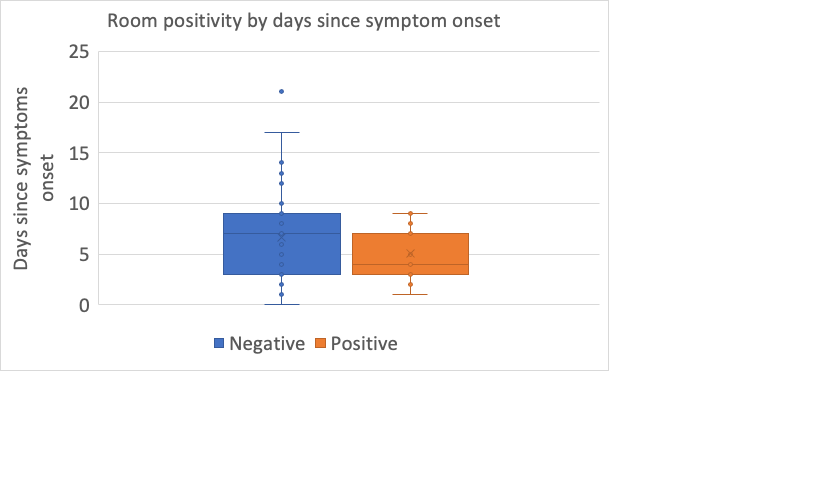 Room positivity by days since symptom onset
25
20
15
10
5
0
Days since symptoms
onset
Negative
Positive